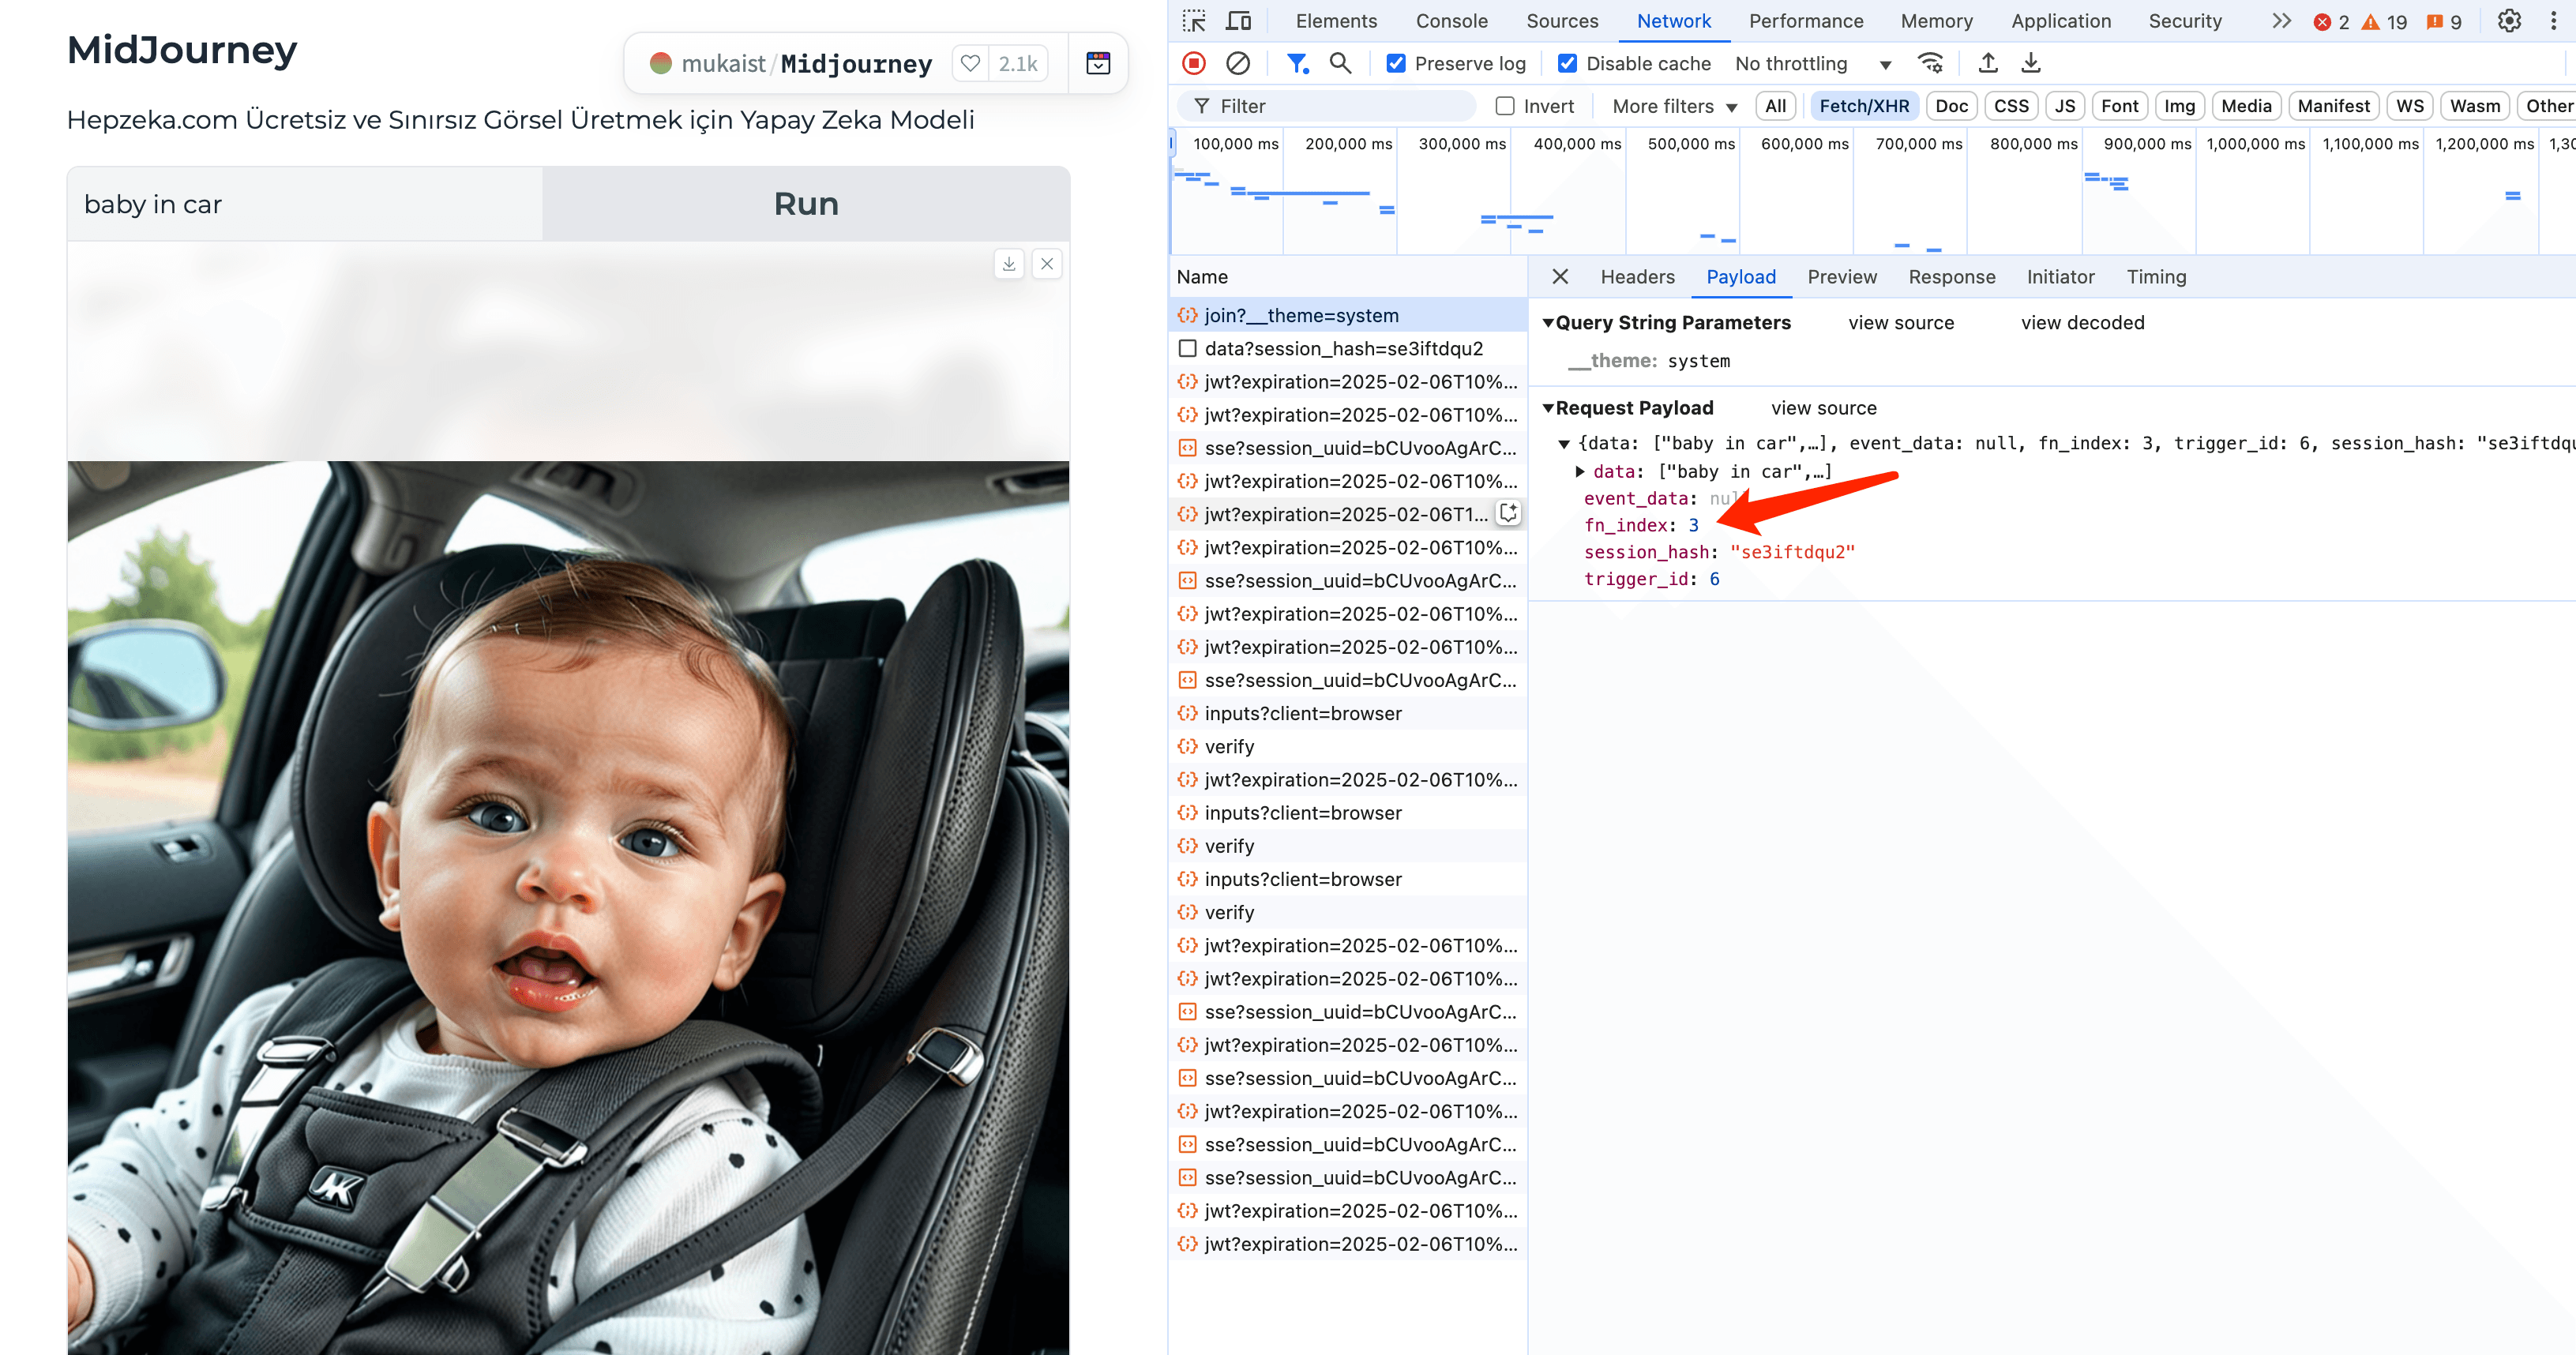 MidJourney
mukaist/Midjourney
2.1k
Hepzeka.com Ücretsiz ve Sınırsız Görsel Üretmek için Yapay Zeka Modeli
baby in car
Run
Elements Console Sources Network Performance Memory Application Security 2 19 9
Preserve log Disable cache No throttling
Filter Invert More filters All Fetch/XHR Doc CSS JS Font Img Media Manifest WS Wasm Other
100,000 ms 200,000 ms 300,000 ms 400,000 ms 500,000 ms 600,000 ms 700,000 ms 800,000 ms 900,000 ms 1,000,000 ms 1,100,000 ms 1,200,000 ms
Name
join?__theme=system
data?session_hash=se3iftdqu2
jwt?expiration=2025-02-06T10%...
jwt?expiration=2025-02-06T10%...
sse?session_uuid=bCUvooAgArC...
jwt?expiration=2025-02-06T10%...
jwt?expiration=2025-02-06T1...
jwt?expiration=2025-02-06T10%...
sse?session_uuid=bCUvooAgArC...
jwt?expiration=2025-02-06T10%...
jwt?expiration=2025-02-06T10%...
sse?session_uuid=bCUvooAgArC...
inputs?client=browser
verify
jwt?expiration=2025-02-06T10%...
inputs?client=browser
verify
inputs?client=browser
verify
jwt?expiration=2025-02-06T10%...
jwt?expiration=2025-02-06T10%...
sse?session_uuid=bCUvooAgArC...
jwt?expiration=2025-02-06T10%...
sse?session_uuid=bCUvooAgArC...
jwt?expiration=2025-02-06T10%...
sse?session_uuid=bCUvooAgArC...
sse?session_uuid=bCUvooAgArC...
jwt?expiration=2025-02-06T10%...
jwt?expiration=2025-02-06T10%...
Headers Payload Preview Response Initiator Timing
Query String Parameters view source view decoded
__theme: system
Request Payload view source
{data: ["baby in car",…], event_data: null, fn_index: 3, trigger_id: 6, session_hash: "se3iftdqu
data: ["baby in car",…]
event_data:
fn_index: 3
session_hash: "se3iftdqu2"
trigger_id: 6